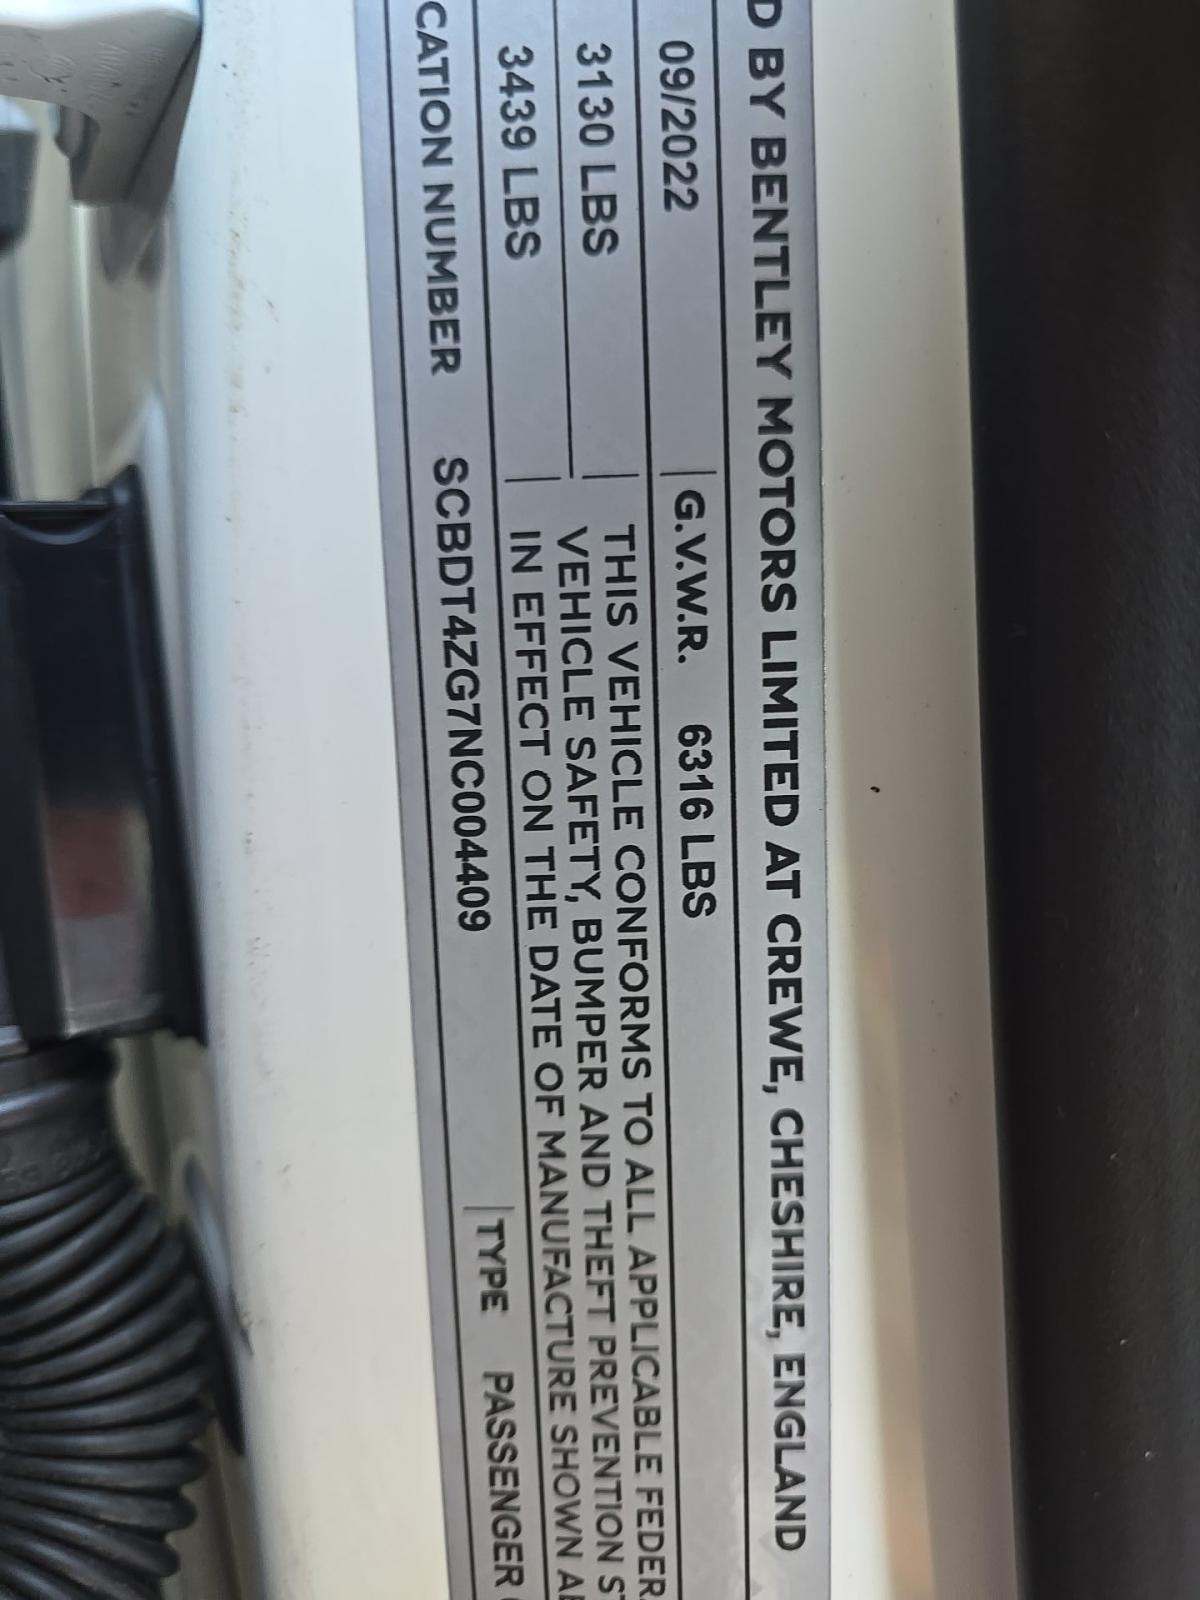 D BY BENTLEY MOTORS LIMITED AT CREWE, CHESHIRE, ENGLAND
09/2022 G.V.W.R. 6316 LBS
3130 LBS THIS VEHICLE CONFORMS TO ALL APPLICABLE FEDER
VEHICLE SAFETY, BUMPER AND THEFT PREVENTION S
3439 LBS IN EFFECT ON THE DATE OF MANUFACTURE SHOWN A
CATION NUMBER SCBDT4ZG7NC004409 TYPE PASSENGER